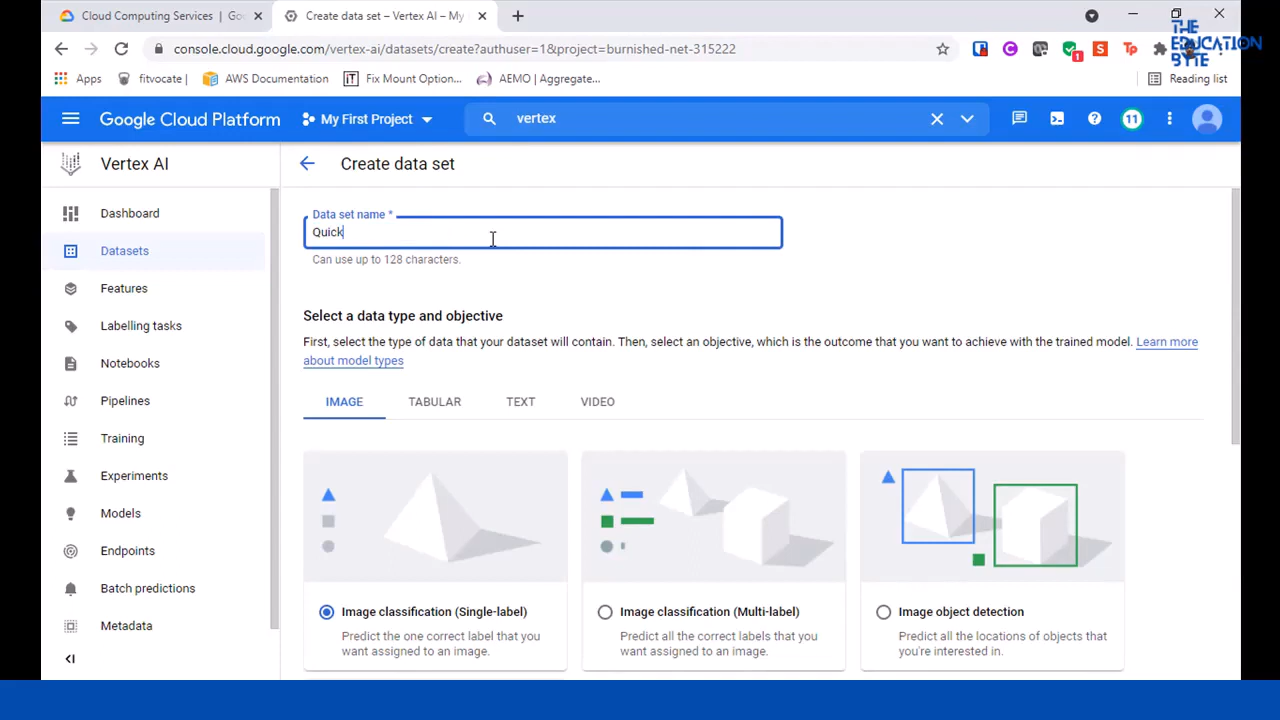 Cloud Computing Services | Go
Create data set – Vertex AI – My
THE
EDUCATION
BYTE
console.cloud.google.com/vertex-ai/datasets/create?authuser=1&project=burnished-net-315222
Apps
fitvocate |
AWS Documentation
Fix Mount Option...
AEMO | Aggregate...
Reading list
Google Cloud Platform
My First Project
vertex
11
Vertex AI
Create data set
Dashboard
Datasets
Features
Labelling tasks
Notebooks
Pipelines
Training
Experiments
Models
Endpoints
Batch predictions
Metadata
Data set name *
Quick
Can use up to 128 characters.
Select a data type and objective
First, select the type of data that your dataset will contain. Then, select an objective, which is the outcome that you want to achieve with the trained model. Learn more
about model types
IMAGE
TABULAR
TEXT
VIDEO
Image classification (Single-label)
Predict the one correct label that you
want assigned to an image.
Image classification (Multi-label)
Predict all the correct labels that you
want assigned to an image.
Image object detection
Predict all the locations of objects that
you're interested in.